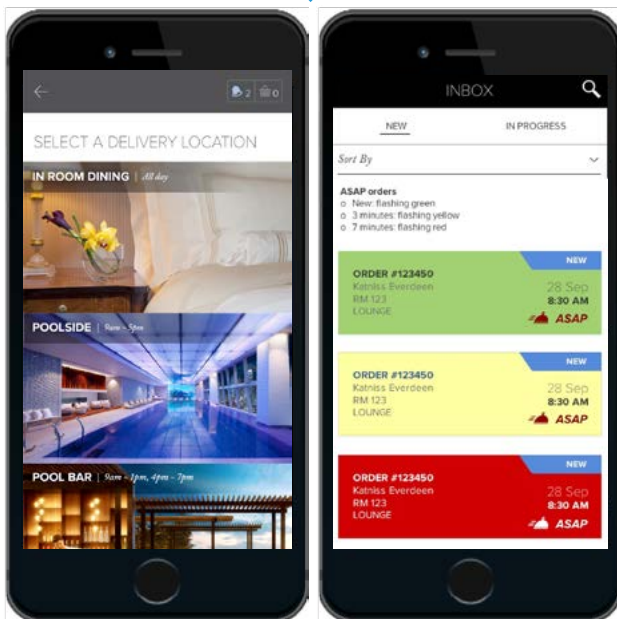 2 0
SELECT A DELIVERY LOCATION
IN ROOM DINING | All day
POOLSIDE | 9am - 5pm
POOL BAR | 9am - 1pm, 4pm - 7pm
INBOX
NEW IN PROGRESS
Sort By
ASAP orders
o New: flashing green
o 3 minutes: flashing yellow
o 7 minutes: flashing red
NEW
ORDER #123450
Katniss Everdeen 28 Sep
RM 123 8:30 AM
LOUNGE ASAP
NEW
ORDER #123450
Katniss Everdeen 28 Sep
RM 123 8:30 AM
LOUNGE ASAP
NEW
ORDER #123450
Katniss Everdeen 28 Sep
RM 123 8:30 AM
LOUNGE ASAP